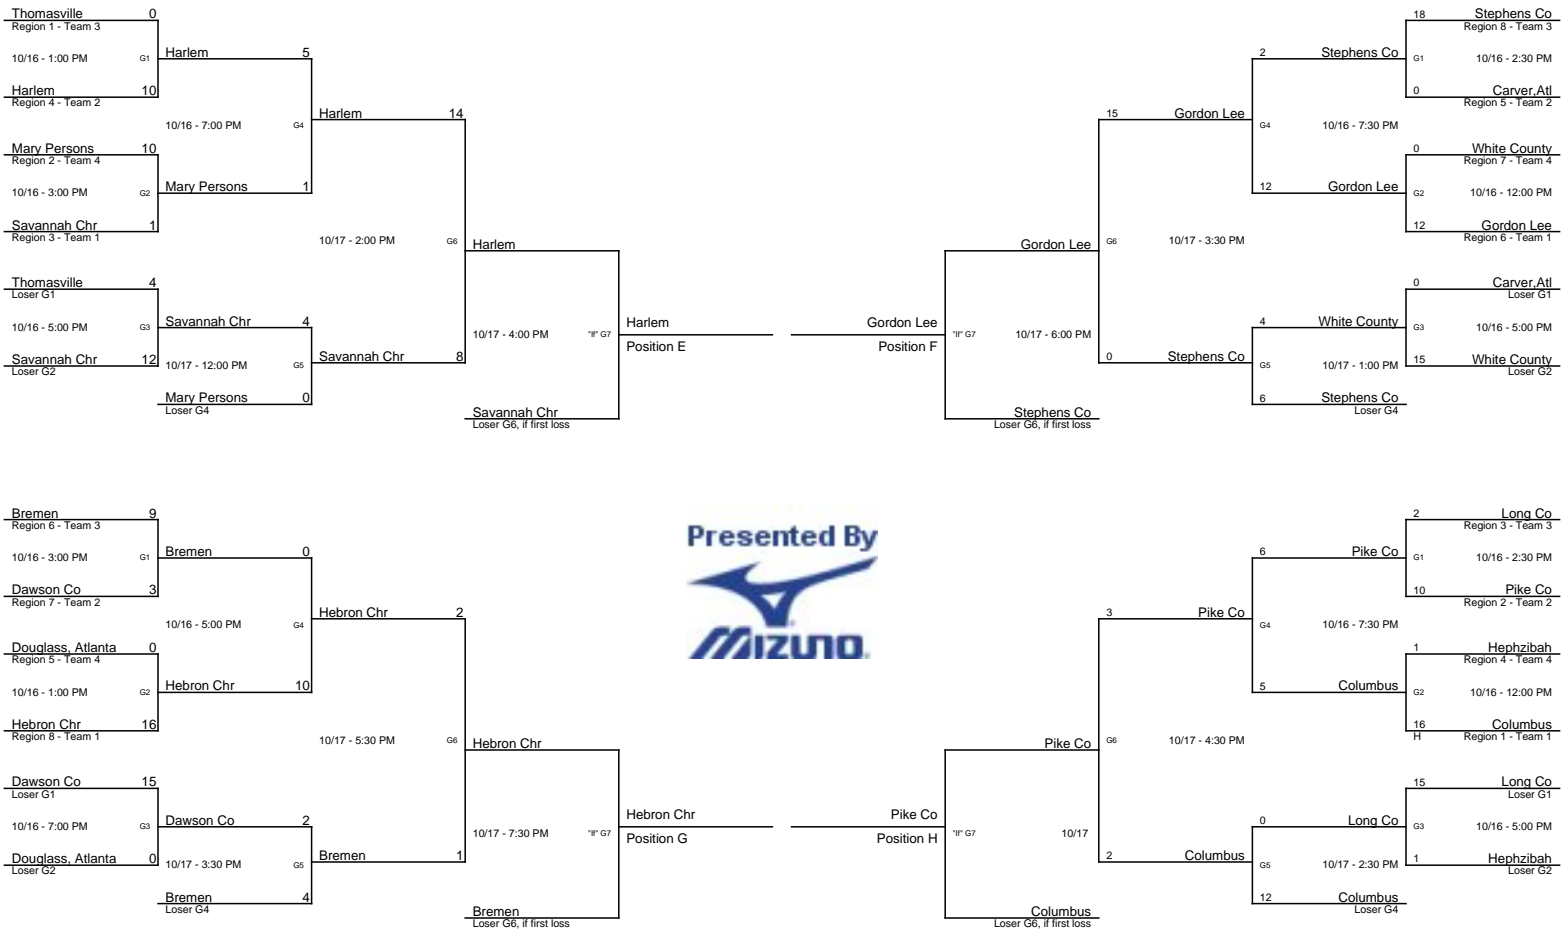 Thomasville 0
Region 1 - Team 3
10/16 - 1:00 PM G1
Harlem 5
Harlem 10
Region 4 - Team 2
10/16 - 7:00 PM G4
Harlem 14
Mary Persons 10
Region 2 - Team 4
10/16 - 3:00 PM G2
Mary Persons 1
Savannah Chr 1
Region 3 - Team 1
10/17 - 2:00 PM G6
Harlem
Thomasville 4
Loser G1
10/16 - 5:00 PM G3
Savannah Chr 4
Savannah Chr 12
Loser G2
10/17 - 12:00 PM G5
Savannah Chr 8
Mary Persons 0
Loser G4
10/17 - 4:00 PM "If" G7
Harlem
Position E
Savannah Chr
Loser G6, if first loss
18 Stephens Co
Region 8 - Team 3
2 Stephens Co
G1 10/16 - 2:30 PM
0 Carver,Atl
Region 5 - Team 2
15 Gordon Lee
G4 10/16 - 7:30 PM
0 White County
Region 7 - Team 4
12 Gordon Lee
G2 10/16 - 12:00 PM
12 Gordon Lee
Region 6 - Team 1
Gordon Lee
G6 10/17 - 3:30 PM
0 Carver,Atl
Loser G1
4 White County
G3 10/16 - 5:00 PM
15 White County
Loser G2
0 Stephens Co
G5 10/17 - 1:00 PM
6 Stephens Co
Loser G4
Gordon Lee
Position F
"If" G7 10/17 - 6:00 PM
Stephens Co
Loser G6, if first loss
Bremen 9
Region 6 - Team 3
10/16 - 3:00 PM G1
Bremen 0
Dawson Co 3
Region 7 - Team 2
10/16 - 5:00 PM G4
Hebron Chr 2
Douglass, Atlanta 0
Region 5 - Team 4
10/16 - 1:00 PM G2
Hebron Chr 10
Hebron Chr 16
Region 8 - Team 1
10/17 - 5:30 PM G6
Hebron Chr
Dawson Co 15
Loser G1
10/16 - 7:00 PM G3
Dawson Co 2
Douglass, Atlanta 0
Loser G2
10/17 - 3:30 PM G5
Bremen 1
Bremen 4
Loser G4
10/17 - 7:30 PM "If" G7
Hebron Chr
Position G
Bremen
Loser G6, if first loss
Presented By
MIZUNO
2 Long Co
Region 3 - Team 3
6 Pike Co
G1 10/16 - 2:30 PM
10 Pike Co
Region 2 - Team 2
3 Pike Co
G4 10/16 - 7:30 PM
1 Hephzibah
Region 4 - Team 4
5 Columbus
G2 10/16 - 12:00 PM
16 Columbus
H Region 1 - Team 1
Pike Co
G6 10/17 - 4:30 PM
15 Long Co
Loser G1
0 Long Co
G3 10/16 - 5:00 PM
1 Hephzibah
Loser G2
2 Columbus
G5 10/17 - 2:30 PM
12 Columbus
Loser G4
Pike Co
Position H
"If" G7 10/17
Columbus
Loser G6, if first loss